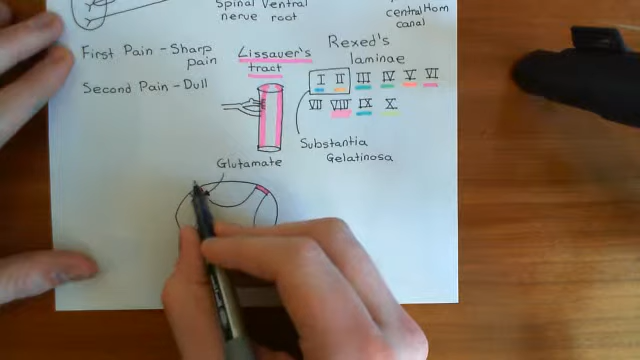 Spinal Ventral
nerve root
central Horn
canal
First Pain - Sharp
pain
Second Pain - Dull
Lissauer's
tract
Rexed's
laminae
I II III IV V VI
VII VIII IX X
Substantia
Gelatinosa
Glutamate